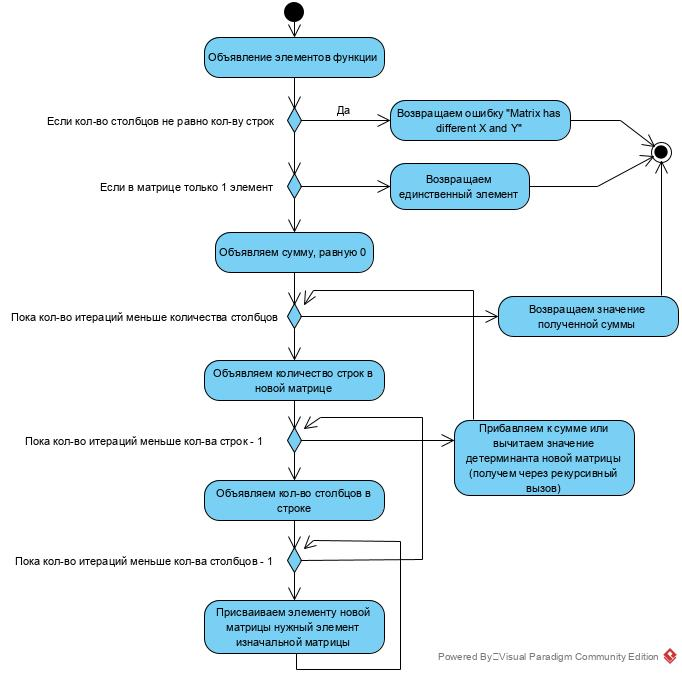 Объявление элементов функции
Если кол-во столбцов не равно кол-ву строк
Да
Возвращаем ошибку "Matrix has
different X and Y"
Если в матрице только 1 элемент
Возвращаем
единственный элемент
Объявляем сумму, равную 0
Пока кол-во итераций меньше количества столбцов
Возвращаем значение
полученной суммы
Объявляем количество строк в
новой матрице
Пока кол-во итераций меньше кол-ва строк - 1
Прибавляем к сумме или
вычитаем значение
детерминанта новой матрицы
(получем через рекурсивный
вызов)
Объявляем кол-во столбцов в
строке
Пока кол-во итераций меньше кол-ва столбцов - 1
Присваиваем элементу новой
матрицы нужный элемент
изначальной матрицы
Powered By Visual Paradigm Community Edition